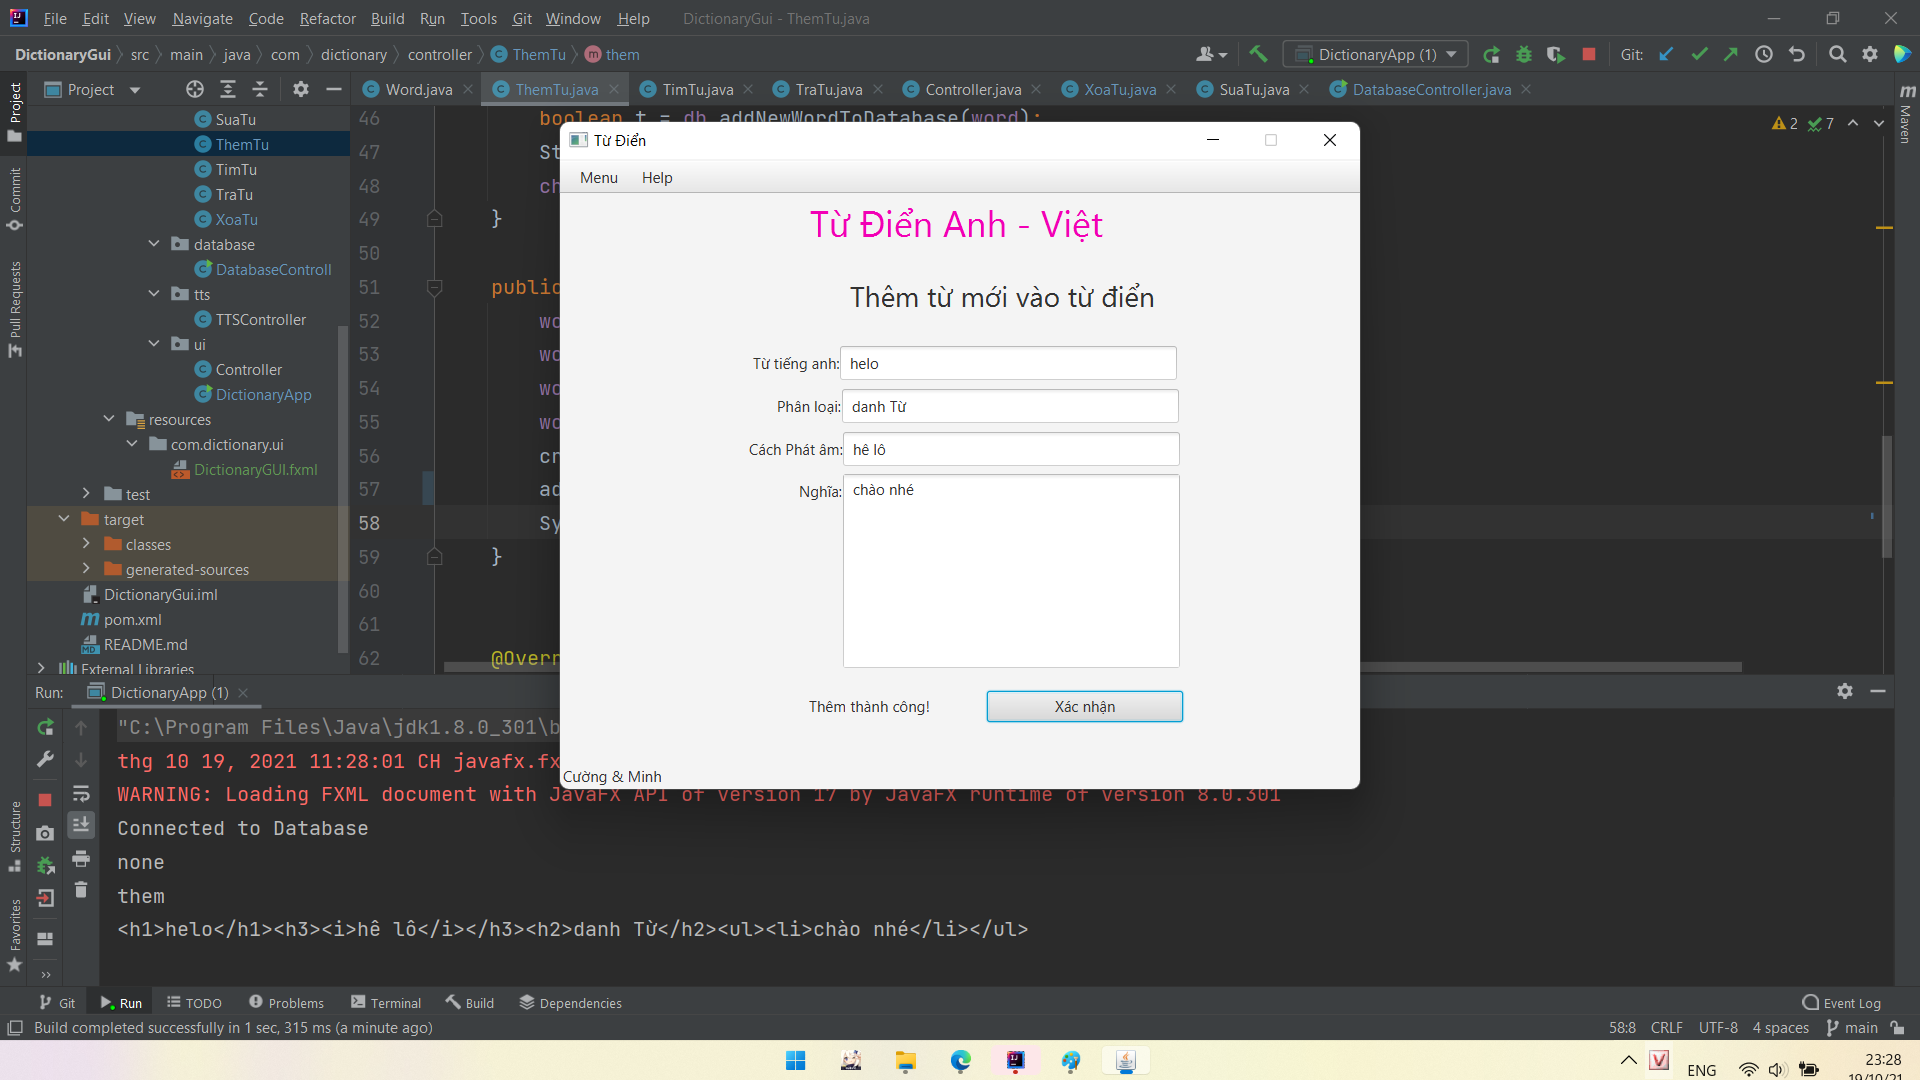 File Edit View Navigate Code Refactor Build Run Tools Git Window Help DictionaryGui - ThemTu.java
DictionaryGui src main java com dictionary controller ThemTu them DictionaryApp (1) Git:
Project Word.java ThemTu.java TimTu.java TraTu.java Controller.java XoaTu.java SuaTu.java DatabaseController.java
Project
Commit
Pull Requests
Structure
Favorites
Maven
SuaTu
ThemTu
TimTu
TraTu
XoaTu
database
DatabaseControll
tts
TTSController
ui
Controller
DictionaryApp
resources
com.dictionary.ui
DictionaryGUI.fxml
test
target
classes
generated-sources
DictionaryGui.iml
pom.xml
README.md
External Libraries
46 boolean t = db.addNewWordToDatabase(word);
47 St
48 ch
49 }
50
51 public
52 wo
53 wo
54 wo
55 wo
56 cr
57 ad
58 Sy
59 }
60
61
62 @Overr
2 7
Từ Điển
Menu Help
Từ Điển Anh - Việt
Thêm từ mới vào từ điển
Từ tiếng anh: helo
Phân loại: danh Từ
Cách Phát âm: hê lô
Nghĩa: chào nhé
Thêm thành công! Xác nhận
Cường & Minh
Run: DictionaryApp (1)
"C:\Program Files\Java\jdk1.8.0_301\b
thg 10 19, 2021 11:28:01 CH javafx.fx
WARNING: Loading FXML document with JavaFX API of version 17 by JavaFX runtime of version 8.0.301
Connected to Database
none
them
<h1>helo</h1><h3><i>hê lô</i></h3><h2>danh Từ</h2><ul><li>chào nhé</li></ul>
Git Run TODO Problems Terminal Build Dependencies Event Log
Build completed successfully in 1 sec, 315 ms (a minute ago) 58:8 CRLF UTF-8 4 spaces main
ENG 23:28
19/10/21